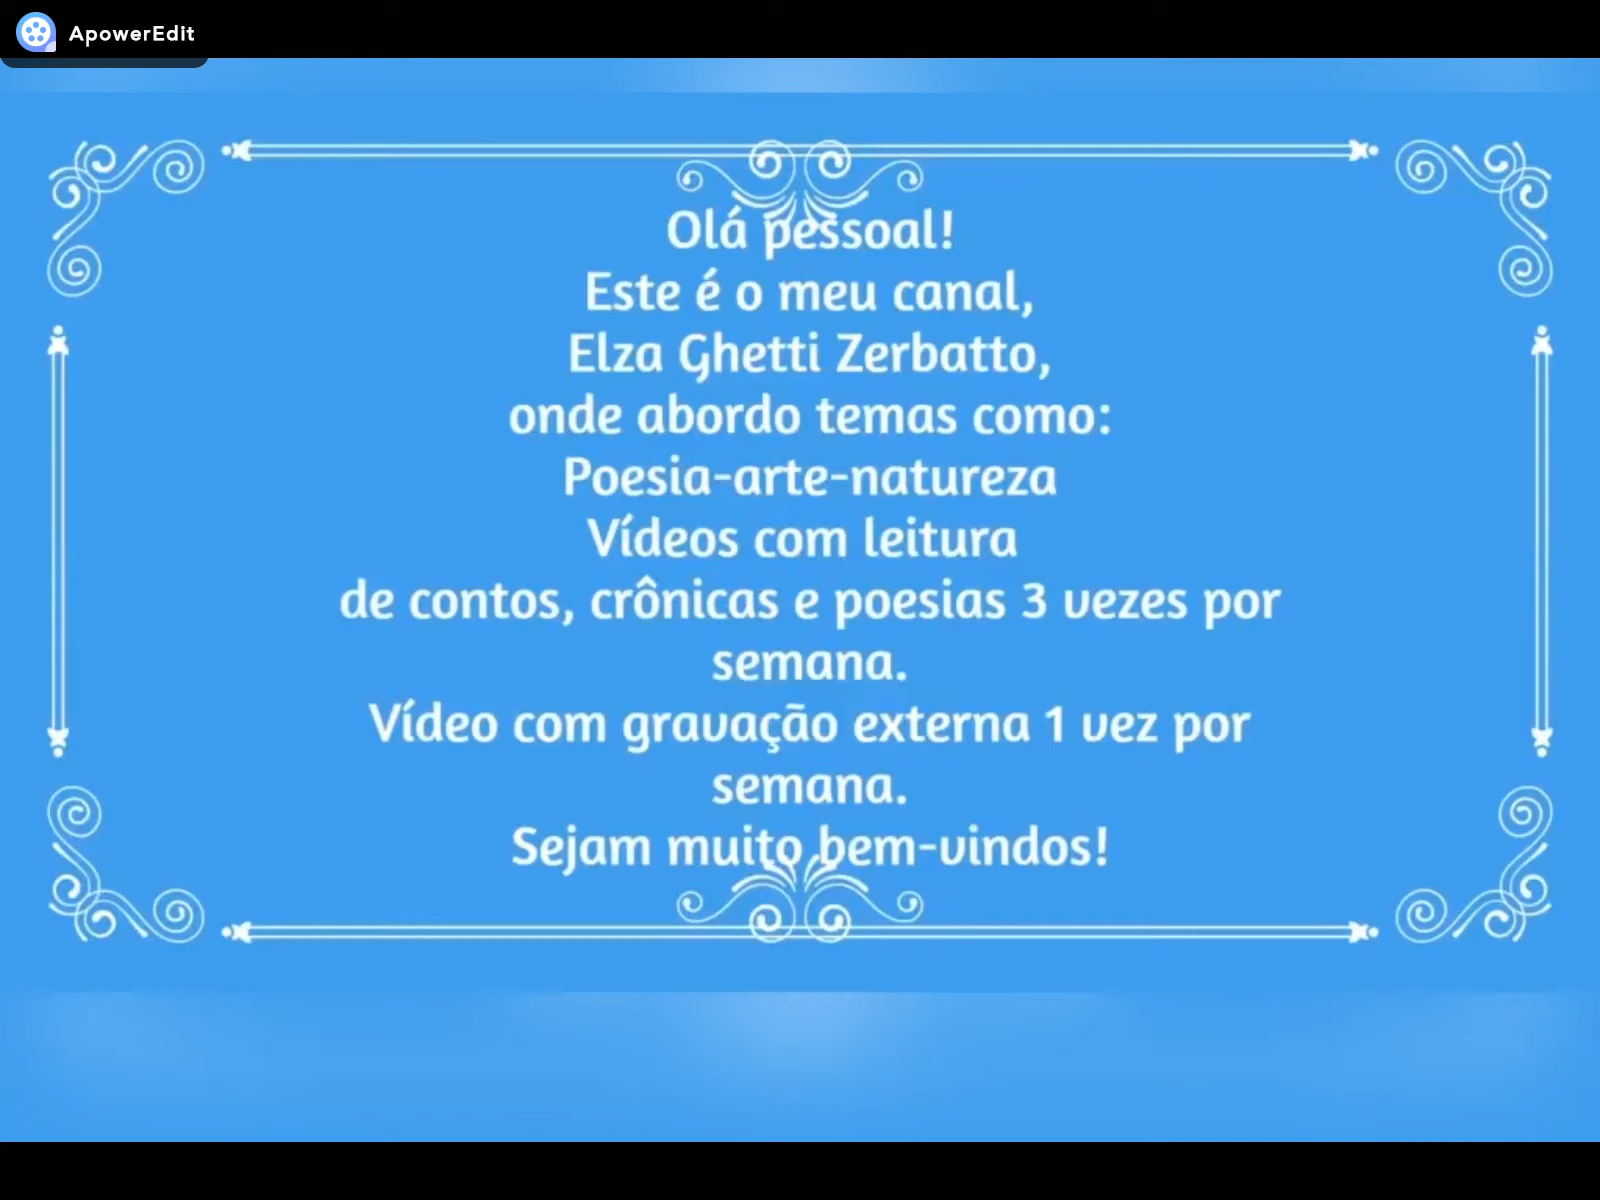 ApowerEdit
Olá pessoal!
Este é o meu canal,
Elza Ghetti Zerbatto,
onde abordo temas como:
Poesia-arte-natureza
Vídeos com leitura
de contos, crônicas e poesias 3 vezes por
semana.
Vídeo com gravação externa 1 vez por
semana.
Sejam muito bem-vindos!